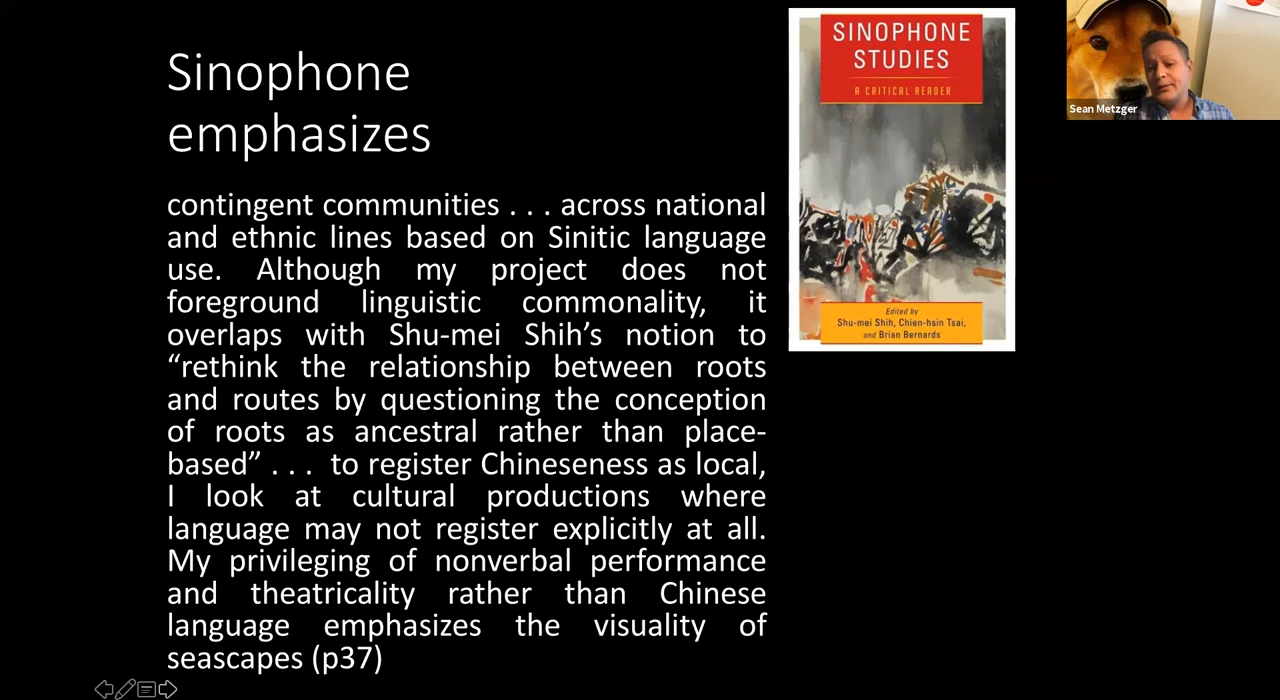 Sinophone
emphasizes
contingent communities . . . across national
and ethnic lines based on Sinitic language
use. Although my project does not
foreground linguistic commonality, it
overlaps with Shu-mei Shih’s notion to
“rethink the relationship between roots
and routes by questioning the conception
of roots as ancestral rather than place-
based” . . . to register Chineseness as local,
I look at cultural productions where
language may not register explicitly at all.
My privileging of nonverbal performance
and theatricality rather than Chinese
language emphasizes the visuality of
seascapes (p37)
SINOPHONE
STUDIES
A CRITICAL READER
Edited by
Shu-mei Shih, Chien-hsin Tsai,
and Brian Bernards
Sean Metzger